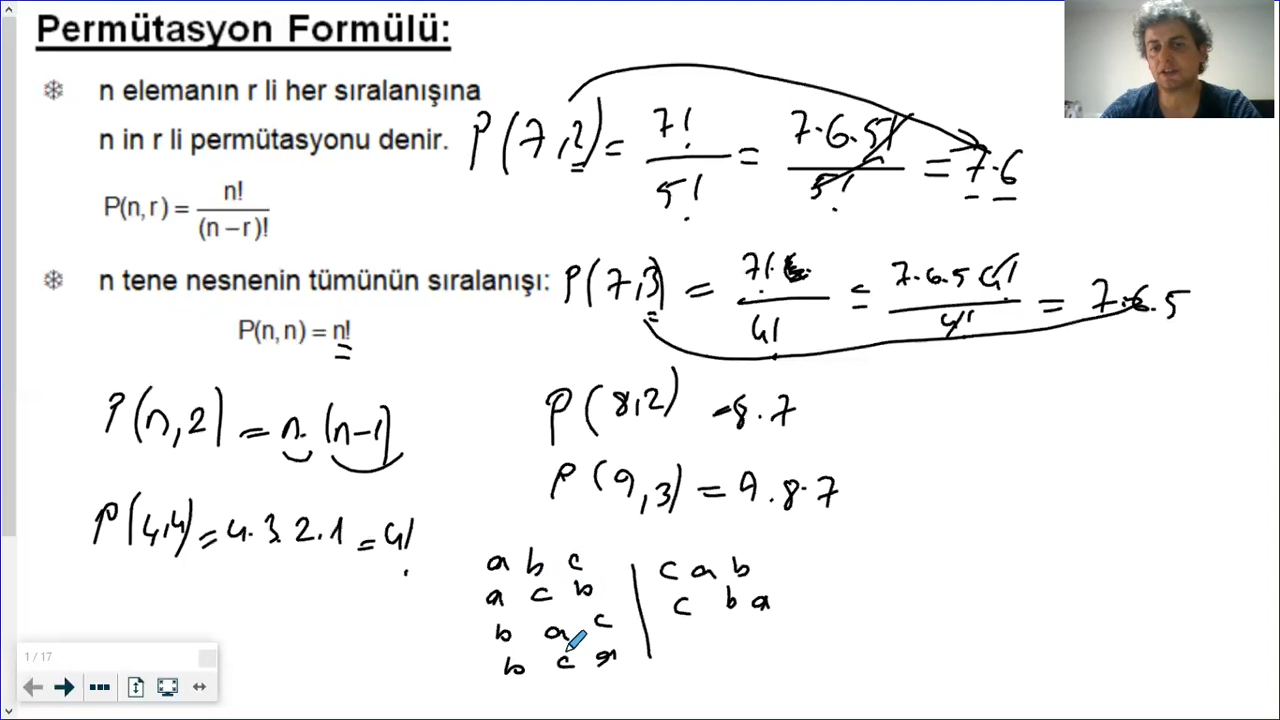 Permütasyon Formülü:
n elemanın r li her sıralanışına
n in r li permütasyonu denir.
P(7,2) = 7!/5! = 7·6·5!/5! = 7·6
P(n,r) = n!/(n−r)!
n tene nesnenin tümünün sıralanışı:
P(7,3) = 7!/4! = 7·6·5 4!/4! = 7·6·5
P(n,n) = n!
P(n,2) = n·(n-1)
P(8,2) = 8·7
P(9,3) = 9·8·7
P(4,4) = 4·3·2·1 = 4!
a b c
a c b
b a c
b c a
c a b
c b a
1 / 17